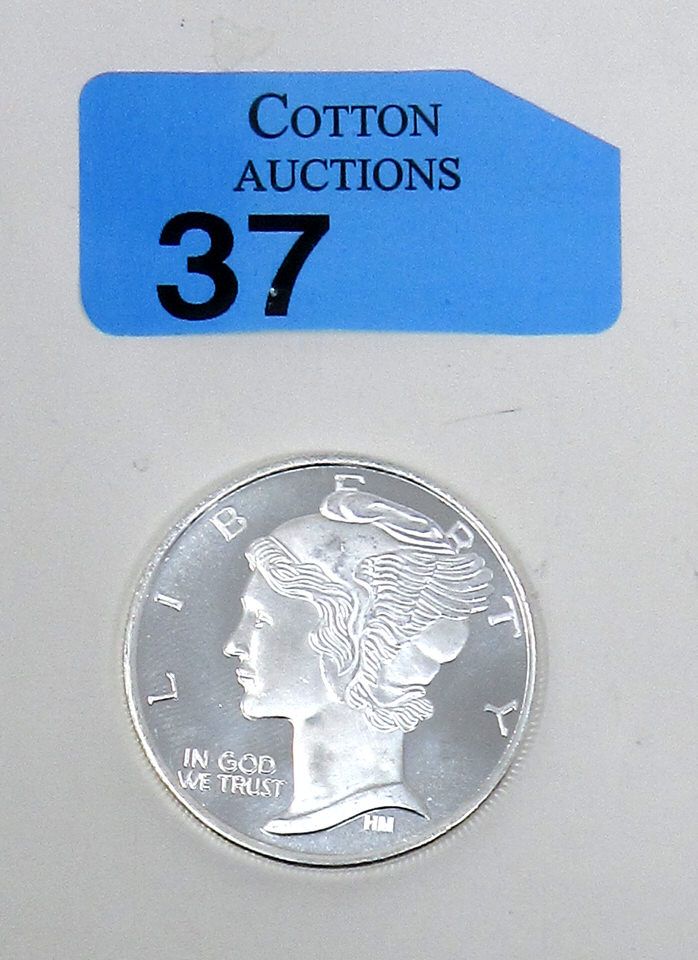 COTTON
AUCTIONS
37
LIBERTY
IN GOD
WE TRUST
HM